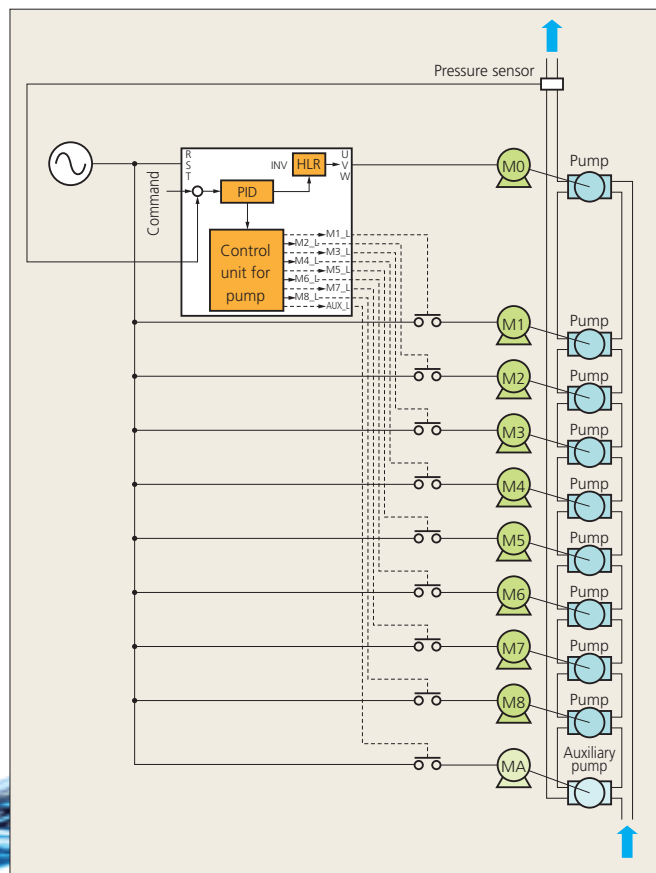 Pressure sensor
R
S
T
INV
HLR
U
V
W
M0
Pump
Command
PID
Control
unit for
pump
M1_L
M2_L
M3_L
M4_L
M5_L
M6_L
M7_L
M8_L
AUX_L
M1
Pump
M2
Pump
M3
Pump
M4
Pump
M5
Pump
M6
Pump
M7
Pump
M8
Pump
Auxiliary
pump
MA